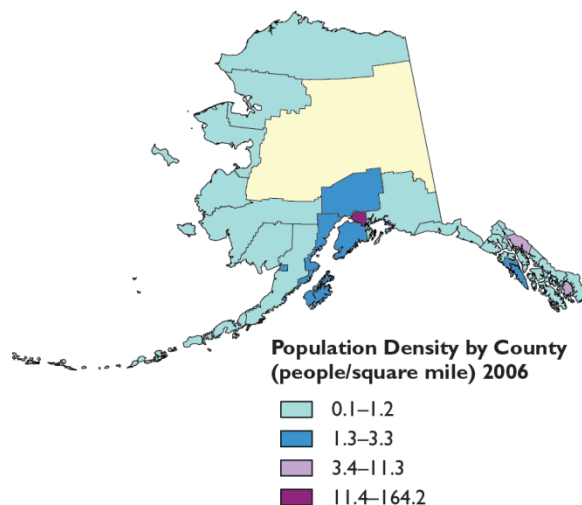 Population Density by County
(people/square mile) 2006
0.1–1.2
1.3–3.3
3.4–11.3
11.4–164.2